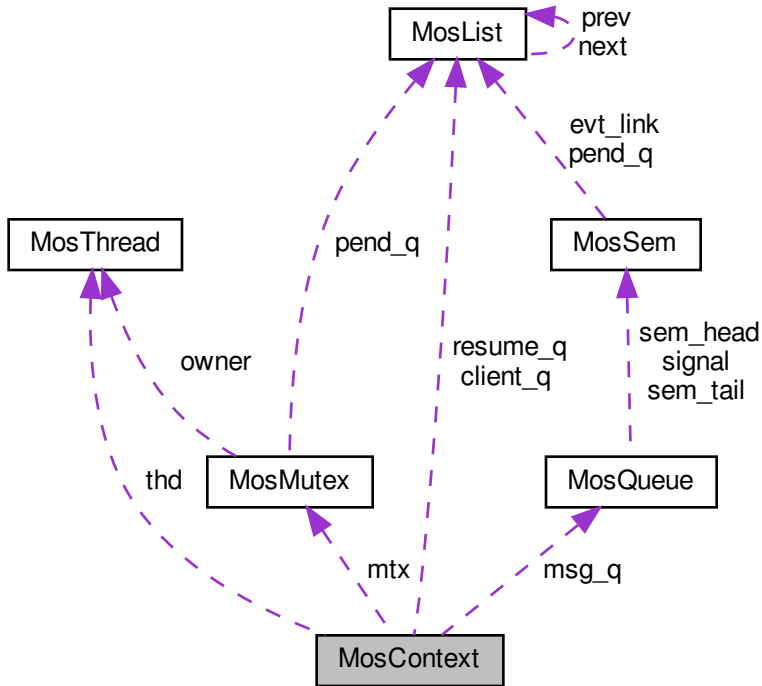 MosList
prev
next
evt_link
pend_q
MosThread
pend_q
MosSem
owner
resume_q
client_q
sem_head
signal
sem_tail
thd
MosMutex
MosQueue
mtx
msg_q
MosContext